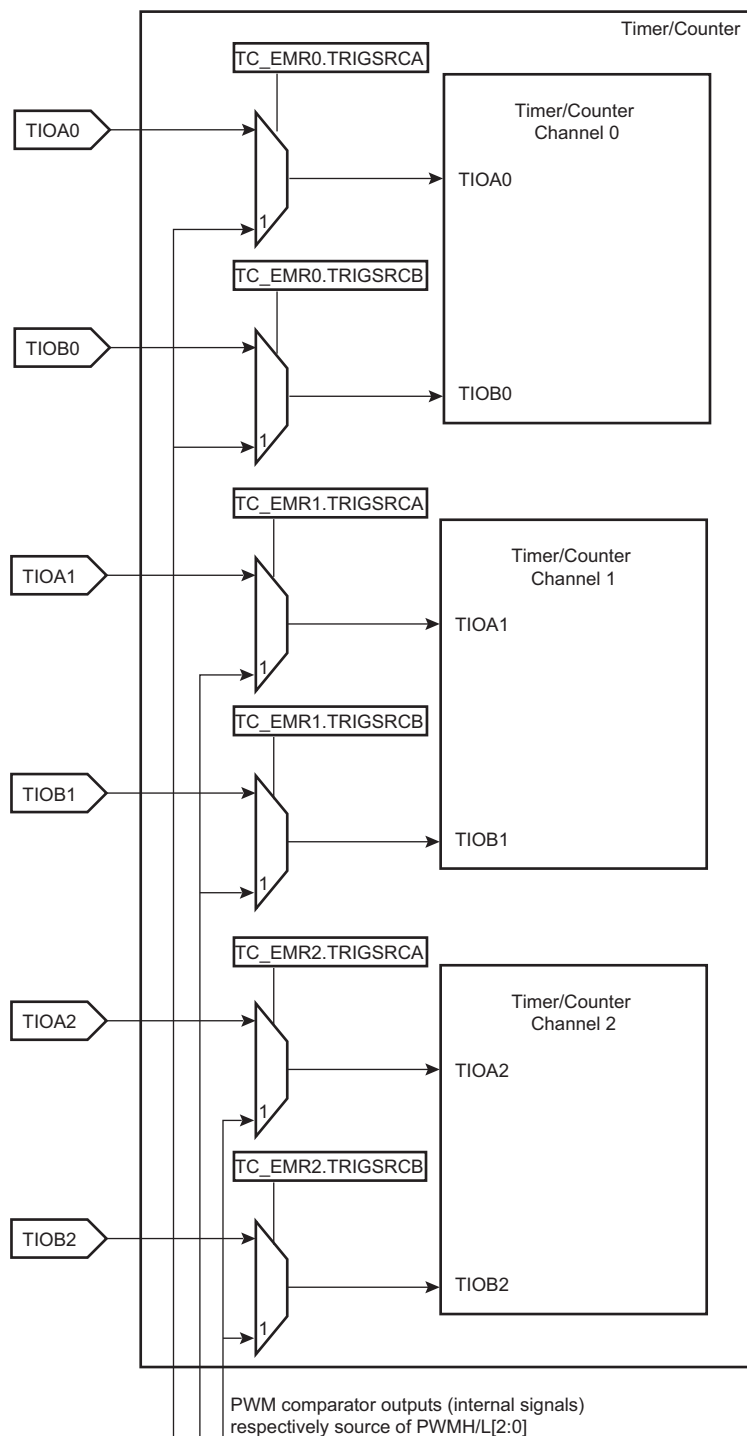 Timer/Counter
TC_EMR0.TRIGSRCA
Timer/Counter
Channel 0
TIOA0
TIOA0
1
TC_EMR0.TRIGSRCB
TIOB0
TIOB0
1
TC_EMR1.TRIGSRCA
Timer/Counter
Channel 1
TIOA1
TIOA1
1
TC_EMR1.TRIGSRCB
TIOB1
TIOB1
1
TC_EMR2.TRIGSRCA
Timer/Counter
Channel 2
TIOA2
TIOA2
1
TC_EMR2.TRIGSRCB
TIOB2
TIOB2
1
PWM comparator outputs (internal signals)
respectively source of PWMH/L[2:0]